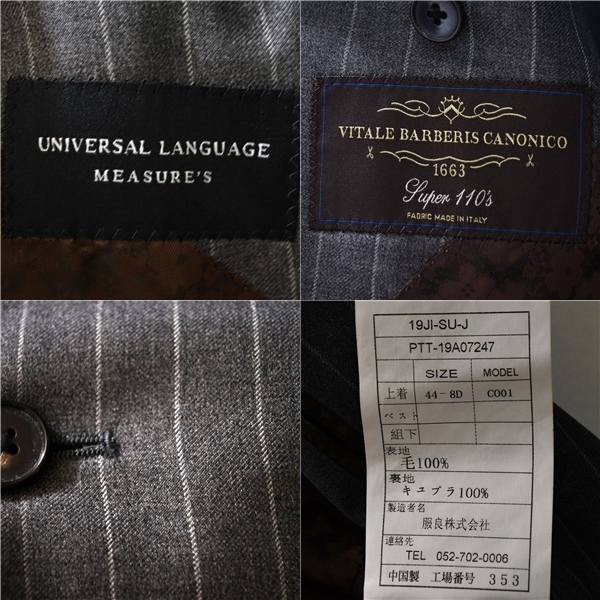 UNIVERSAL LANGUAGE
MEASURE'S
VITALE BARBERIS CANONICO
1663
Super 110's
FABRIC MADE IN ITALY
19JI-SU-J
PTT-19A07247
SIZE MODEL
上着 44-8D C001
ベスト
組下
表地
毛100%
裏地
キュプラ100%
製造者名
服良株式会社
連絡先
TEL 052-702-0006
中国製 工場番号 353